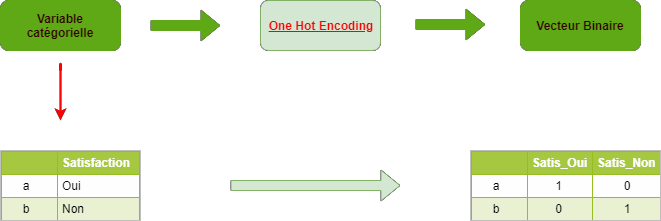 Variable
catégorielle
One Hot Encoding
Vecteur Binaire
Satisfaction
a Oui
b Non
Satis_Oui Satis_Non
a 1 0
b 0 1